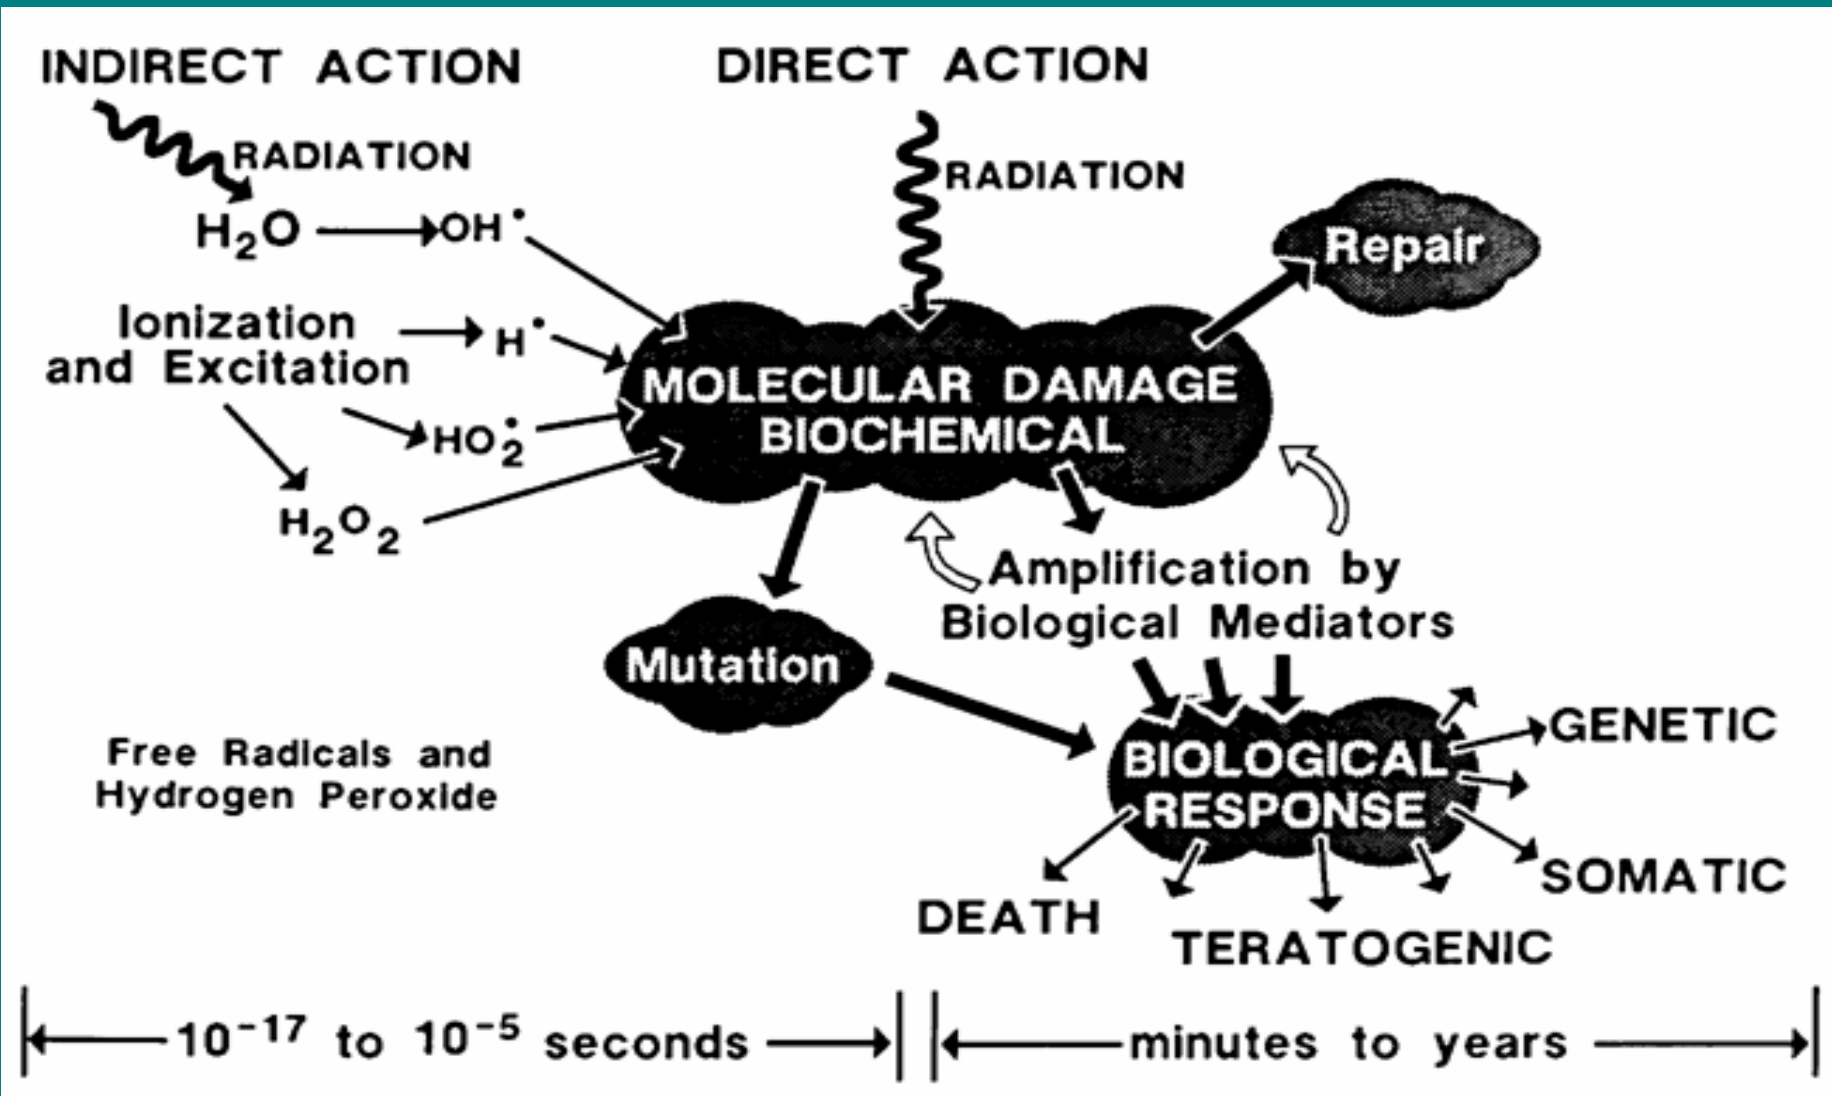 INDIRECT ACTION
DIRECT ACTION
RADIATION
RADIATION
H₂O
OH˙
Repair
Ionization
and Excitation
H˙
MOLECULAR DAMAGE
BIOCHEMICAL
HO₂˙
H₂O₂
Amplification by
Biological Mediators
Mutation
Free Radicals and
Hydrogen Peroxide
BIOLOGICAL
RESPONSE
GENETIC
SOMATIC
DEATH
TERATOGENIC
10⁻¹⁷ to 10⁻⁵ seconds
minutes to years